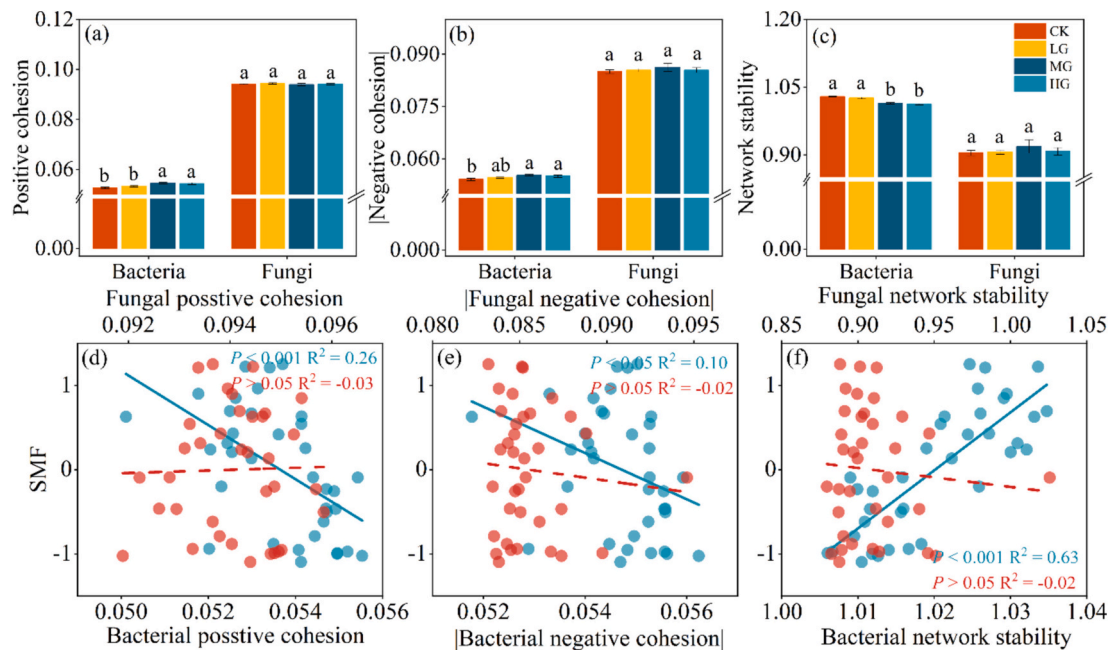 (a)
0.12
0.10
0.06
0.00
Positive cohesion
b b a a
a a a a
Bacteria Fungi
(b)
0.090
0.060
0.000
|Negative cohesion|
b ab a a
a a a a
Bacteria Fungi
(c)
1.20
1.05
0.90
0.00
Network stability
a a b b
a a a a
Bacteria Fungi
CK
LG
MG
HG
Fungal posstive cohesion
0.092 0.094 0.096
(d)
P < 0.001 R² = 0.26
P > 0.05 R² = -0.03
SMF
1
0
-1
0.050 0.052 0.054 0.056
Bacterial posstive cohesion
|Fungal negative cohesion|
0.080 0.085 0.090 0.095
(e)
P < 0.05 R² = 0.10
P > 0.05 R² = -0.02
1
0
-1
0.052 0.054 0.056
|Bacterial negative cohesion|
Fungal network stability
0.85 0.90 0.95 1.00 1.05
(f)
P < 0.001 R² = 0.63
P > 0.05 R² = -0.02
1
0
-1
1.00 1.01 1.02 1.03 1.04
Bacterial network stability